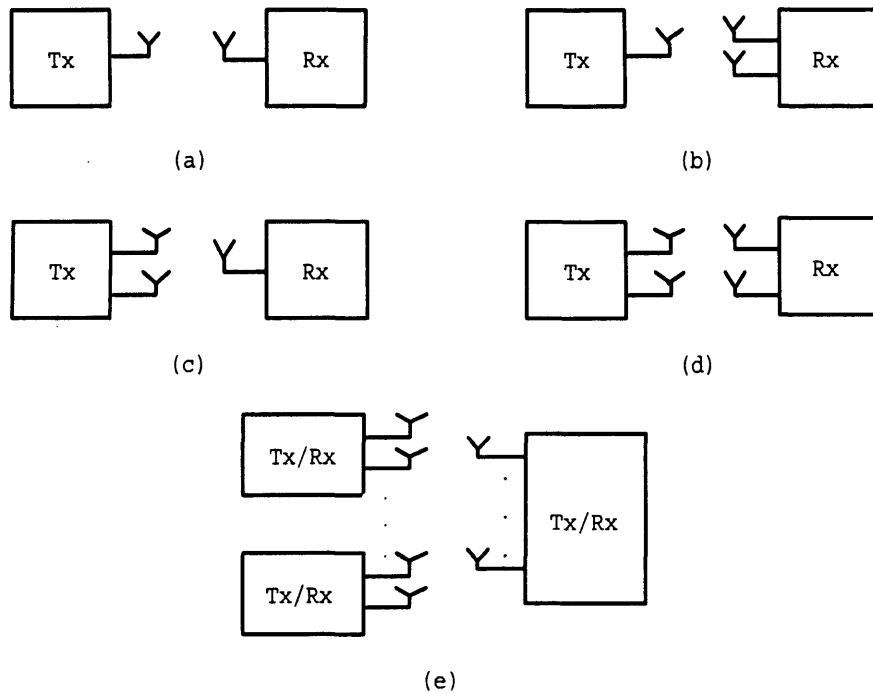 Tx Rx
Tx Rx
(a)
(b)
Tx Rx
Tx Rx
(c)
(d)
Tx/Rx
Tx/Rx
Tx/Rx
(e)